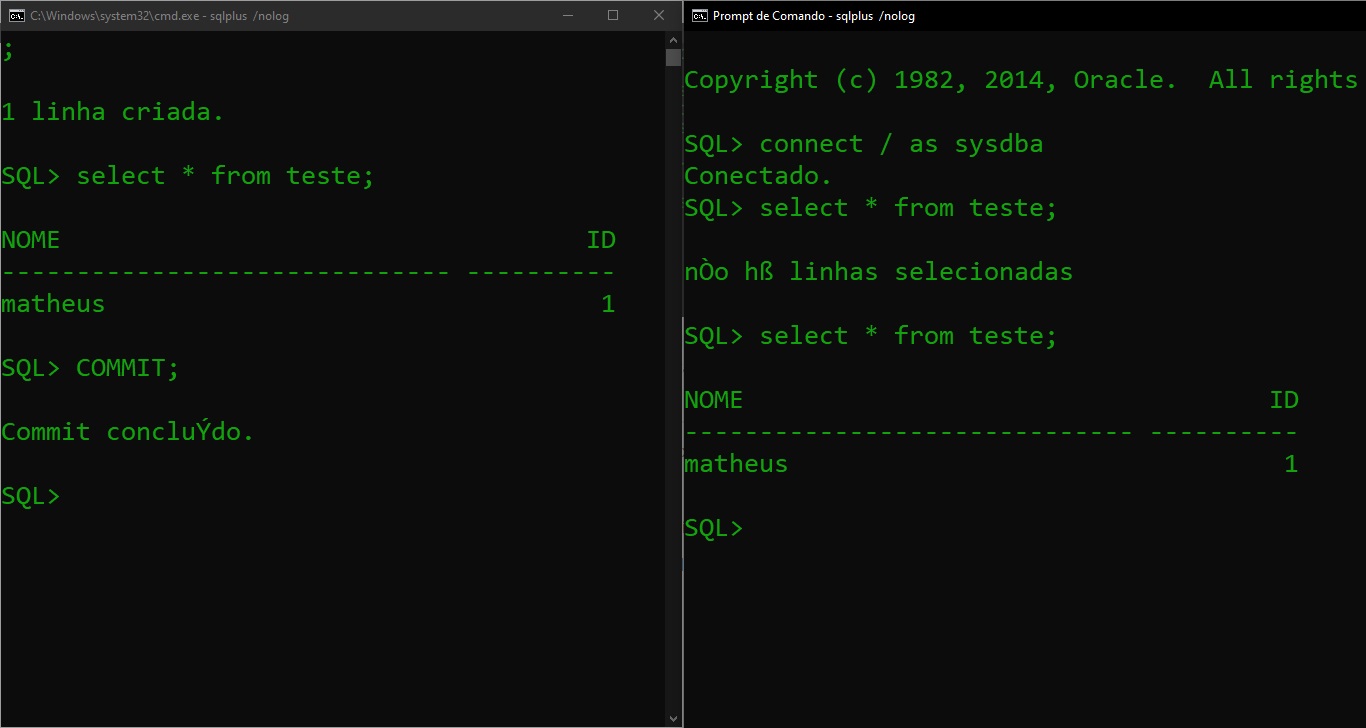 C:\Windows\system32\cmd.exe - sqlplus  /nolog
;
1 linha criada.
SQL> select * from teste;
NOME                                   ID
------------------------------ ----------
matheus                                 1
SQL> COMMIT;
Commit concluÝdo.
SQL>
Prompt de Comando - sqlplus  /nolog
Copyright (c) 1982, 2014, Oracle.  All rights
SQL> connect / as sysdba
Conectado.
SQL> select * from teste;
nÒo hß linhas selecionadas
SQL> select * from teste;
NOME                                   ID
------------------------------ ----------
matheus                                 1
SQL>